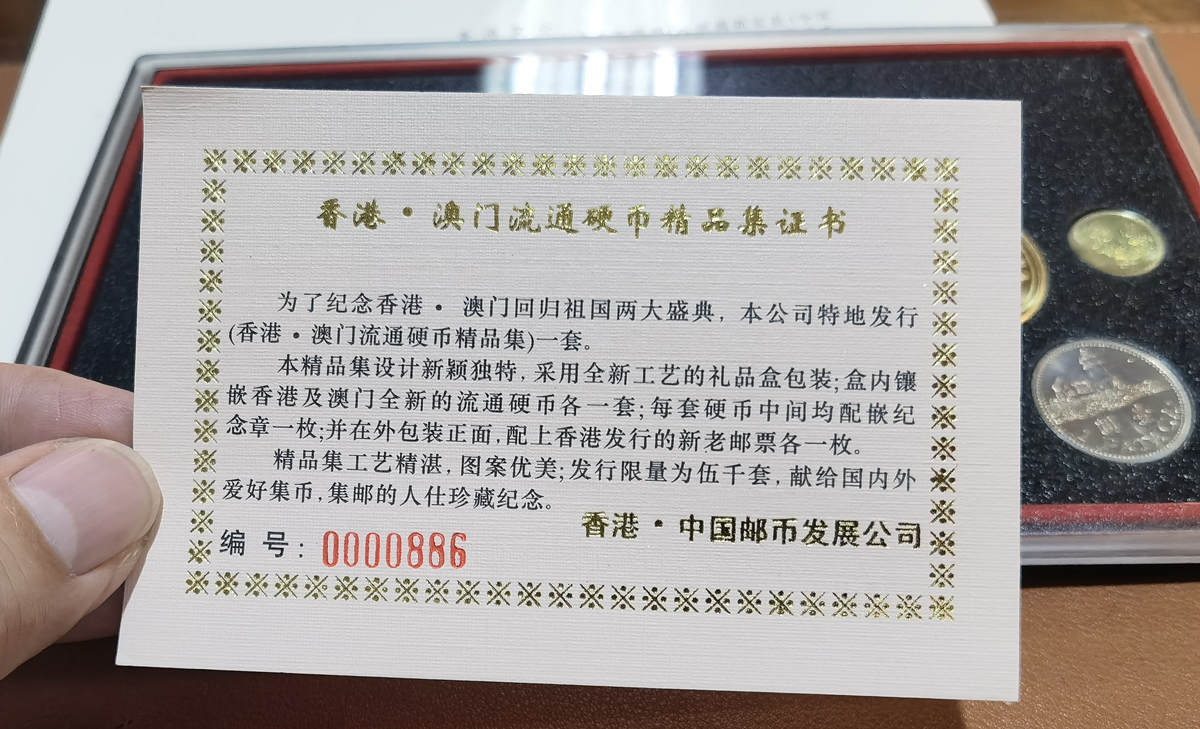 香港·澳门流通硬币精品集证书
为了纪念香港·澳门回归祖国两大盛典,本公司特地发行
(香港·澳门流通硬币精品集)一套。
本精品集设计新颖独特,采用全新工艺的礼品盒包装;盒内镶
嵌香港及澳门全新的流通硬币各一套;每套硬币中间均配嵌纪
念章一枚;并在外包装正面,配上香港发行的新老邮票各一枚。
精品集工艺精湛,图案优美;发行限量为伍千套,献给国内外
爱好集币,集邮的人仕珍藏纪念。
香港·中国邮币发展公司
编 号: 0000886